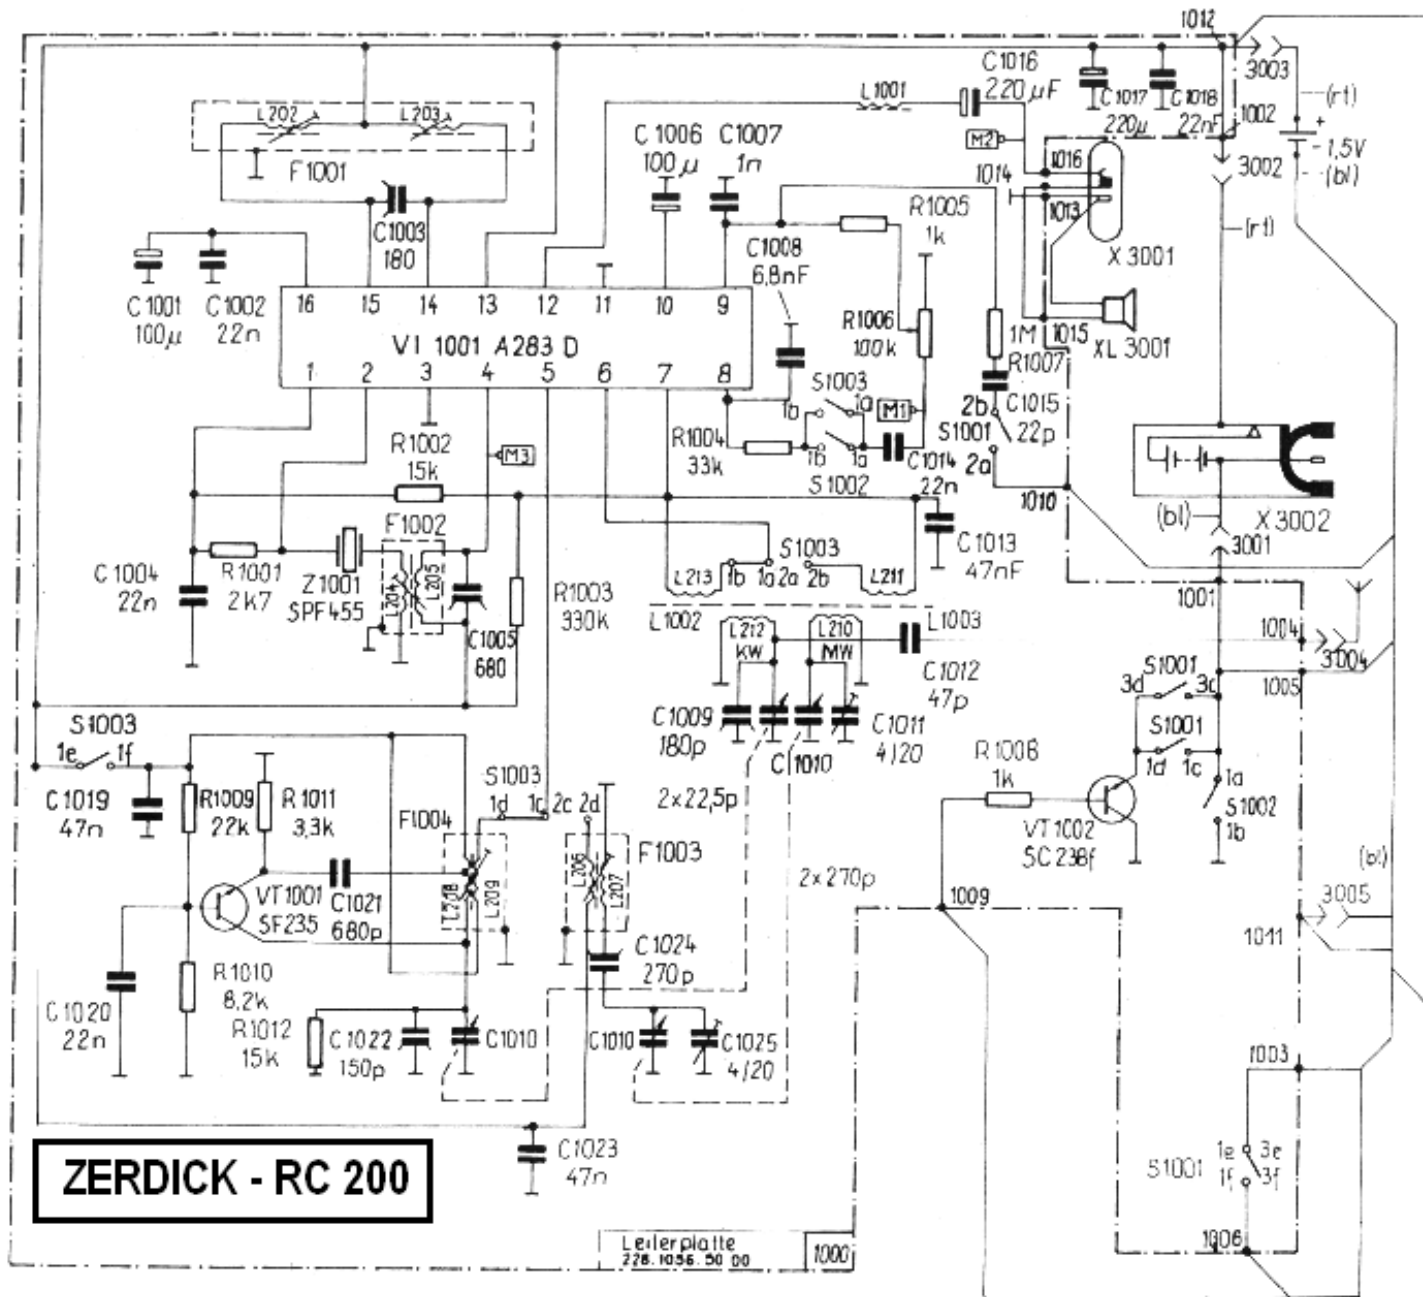 1012
C1016
220 µF
L1001
3003
C1017
220µ
C1018
22nF
1002
(rt)
+
1,5V
(bl)
L202
L203
F1001
C1006
100 µ
C1007
1n
M2
1016
1014
1013
3002
(rt)
C1003
180
C1008
6,8nF
R1005
1k
X 3001
C1001
100µ
C1002
22n
16
15
14
13
12
11
10
9
VI 1001 A283 D
1
2
3
4
5
6
7
8
R1006
100k
1M
R1007
1015
XL 3001
S1003
1b
1a
M1
2b
C1015
22p
S1001
2a
R1002
15k
M3
R1004
33k
1b
1a
S1002
C1014
22n
1010
(bl)
X 3002
3001
F1002
C1004
22n
R1001
2k7
Z1001
SPF455
L204
L205
C1005
680
R1003
330k
S1003
L213
1b
1a
2a
2b
L211
C1013
47nF
1001
L1002
L212
KW
L210
MW
L1003
C1012
47p
1004
3004
1005
S1001
3d
3c
S1003
1e
1f
C1009
180p
C1010
C1011
4/20
S1001
1d
1c
R1008
1k
1a
S1002
1b
C1019
47n
R1009
22k
R1011
3,3k
F1004
S1003
1d
1c
2c
2d
2x22,5p
VT1002
SC 238f
L208
L209
L206
L207
F1003
2x270p
(bl)
VT1001
SF235
C1021
680p
1009
3005
1011
C1024
270p
C1020
22n
R1010
8,2k
R1012
15k
C1022
150p
C1010
C1010
C1025
4/20
1003
C1023
47n
ZERDICK - RC 200
S1001
1e
3e
1f
3f
Leiterplatte
228.1056.50 00
1000
1006